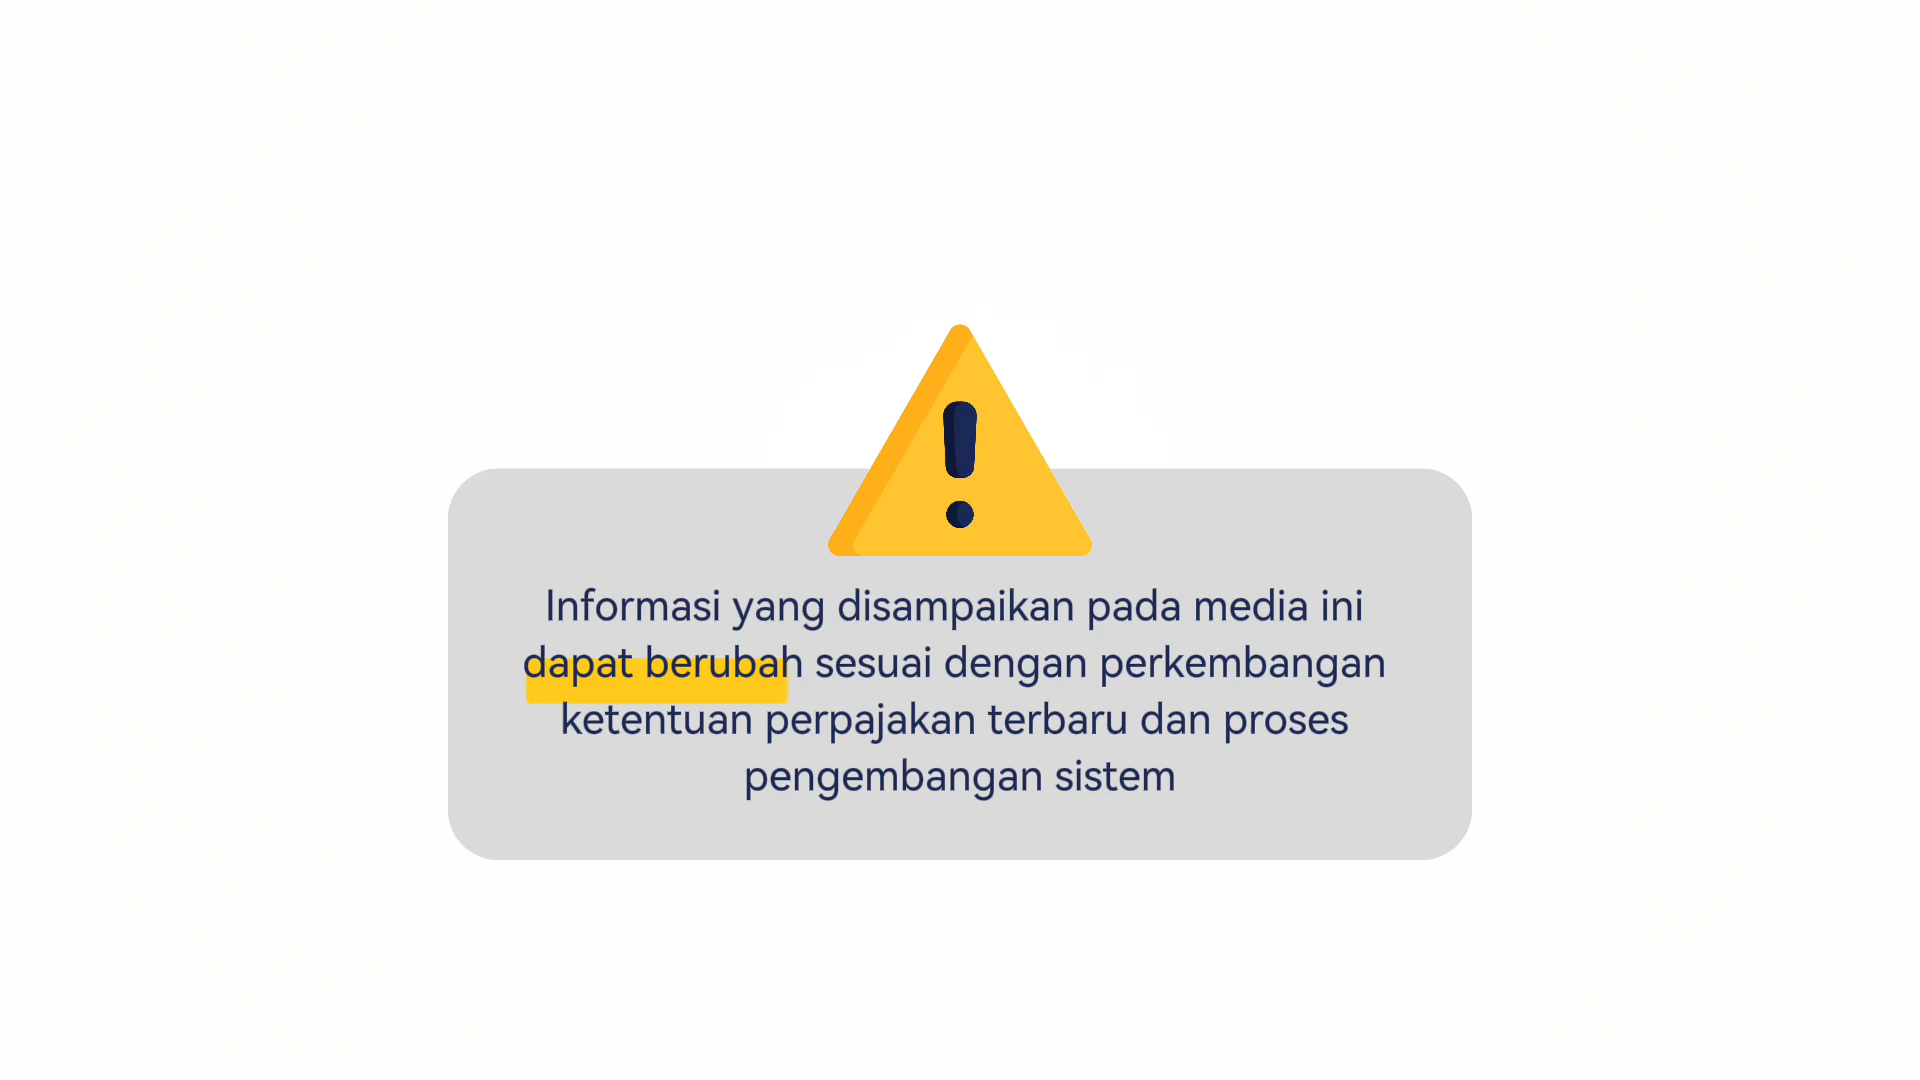 Informasi yang disampaikan pada media ini
dapat berubah sesuai dengan perkembangan
ketentuan perpajakan terbaru dan proses
pengembangan sistem